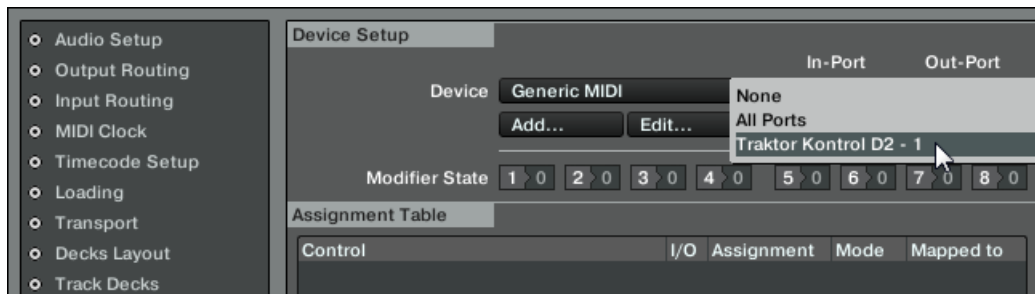 Audio Setup
Output Routing
Input Routing
MIDI Clock
Timecode Setup
Loading
Transport
Decks Layout
Track Decks
Device Setup
In-Port Out-Port
Device Generic MIDI
None
All Ports
Traktor Kontrol D2 - 1
Add... Edit...
Modifier State 1 0 2 0 3 0 4 0 5 0 6 0 7 0 8 0
Assignment Table
Control I/O Assignment Mode Mapped to